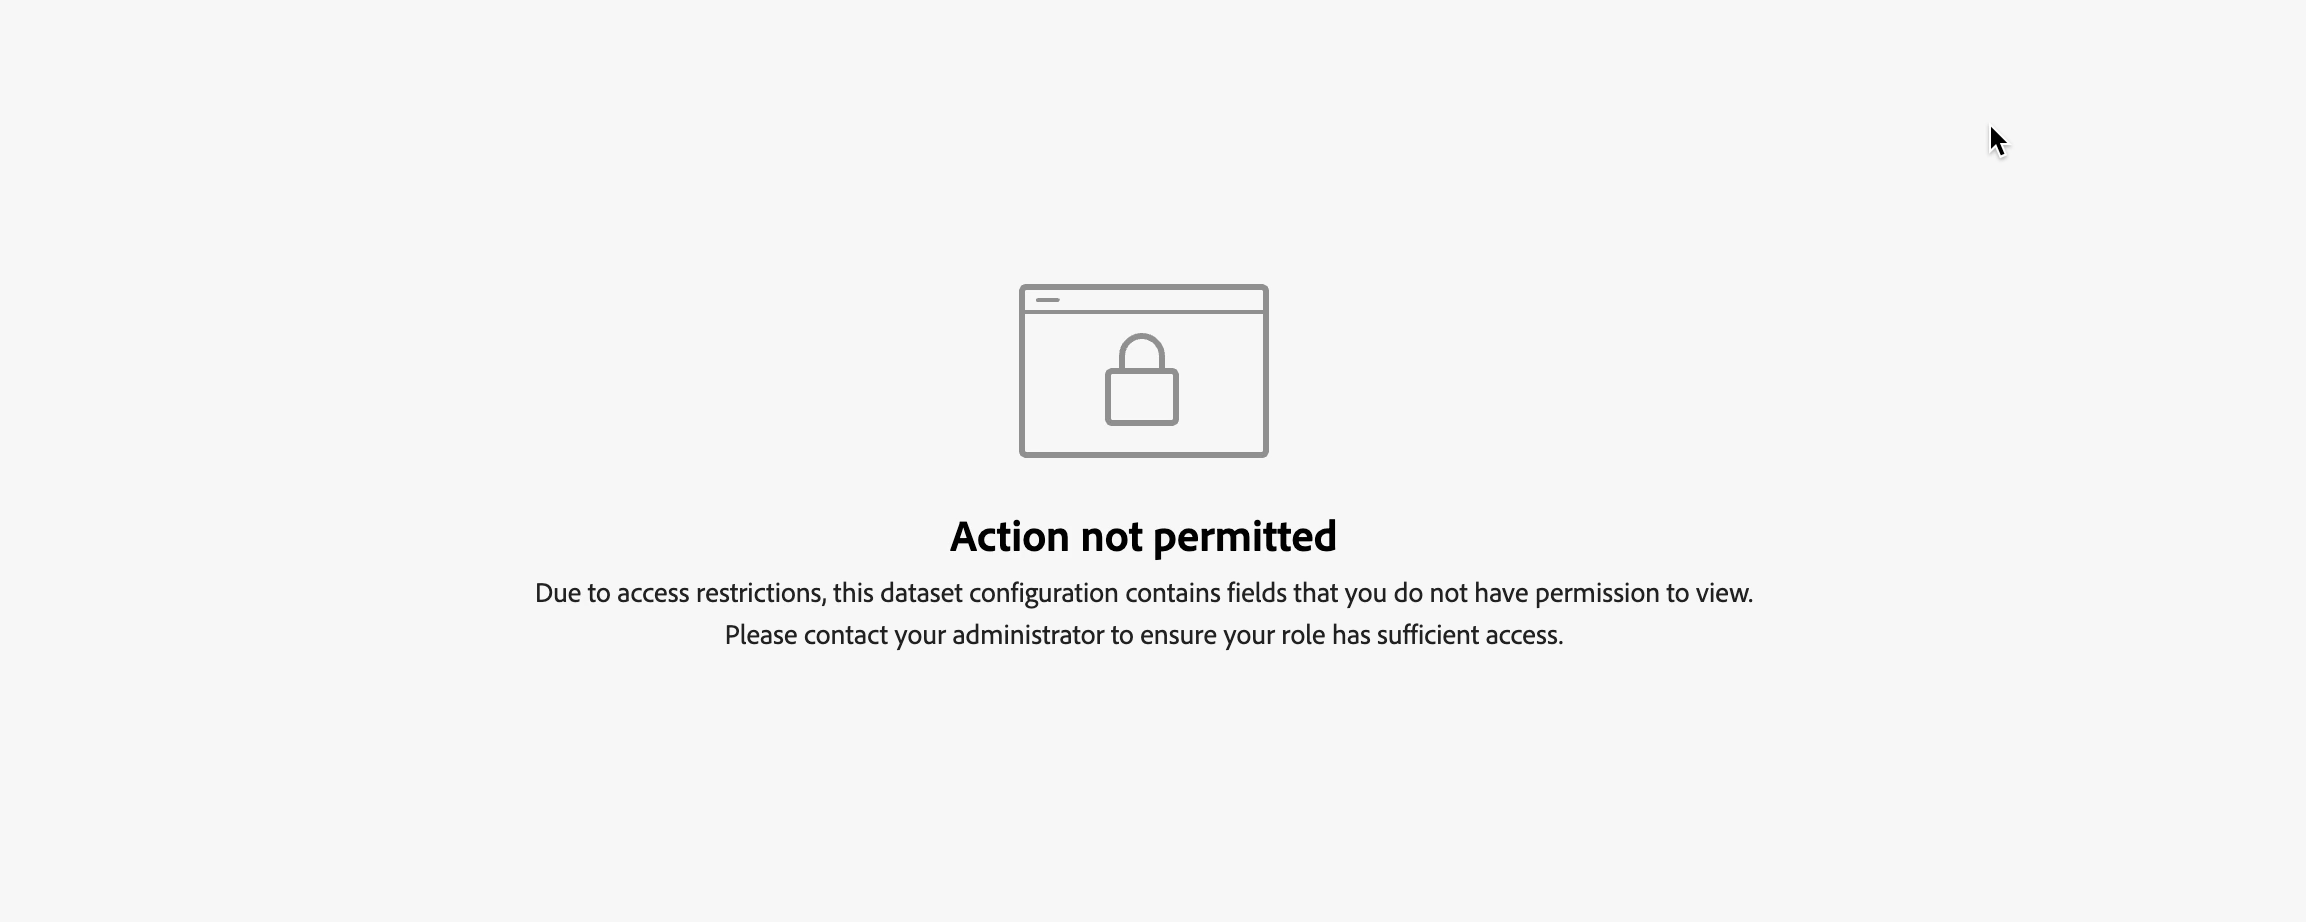 Action not permitted
Due to access restrictions, this dataset configuration contains fields that you do not have permission to view.
Please contact your administrator to ensure your role has sufficient access.